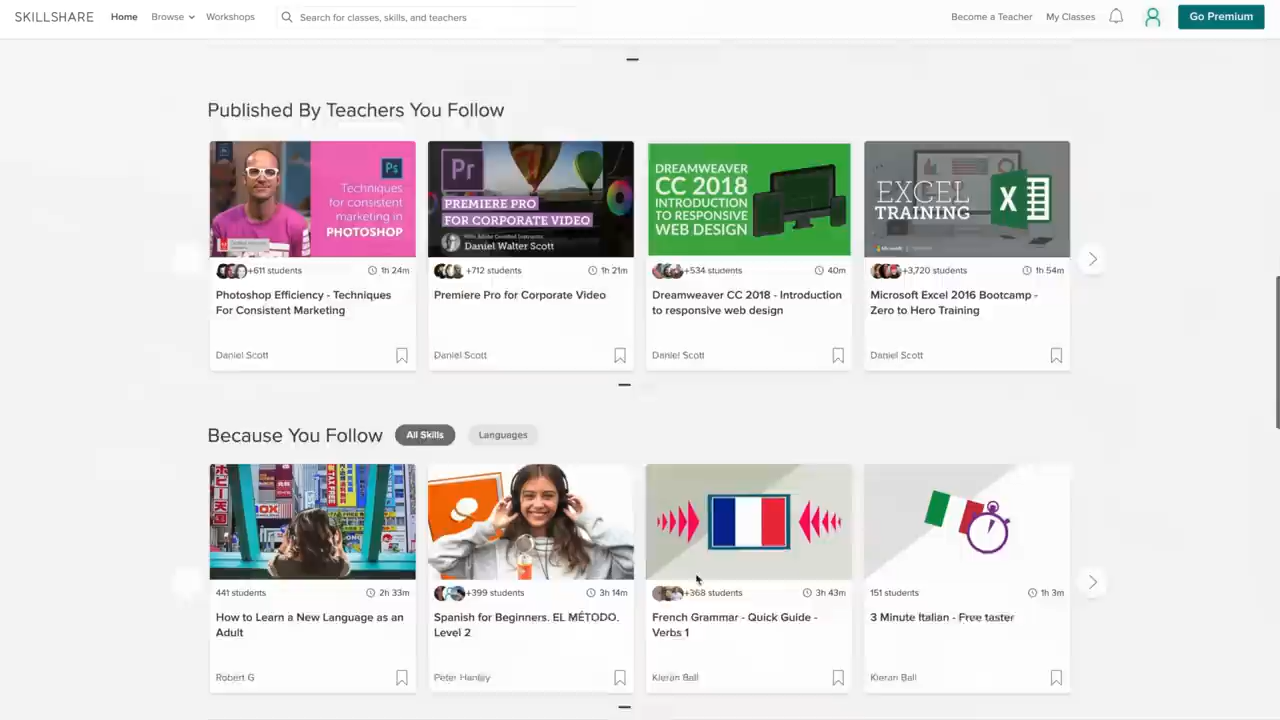 SKILLSHARE Home Browse Workshops Search for classes, skills, and teachers Become a Teacher My Classes Go Premium
Published By Teachers You Follow
Ps
Techniques
for consistent
marketing in
PHOTOSHOP
Pr
PREMIERE PRO
FOR CORPORATE VIDEO
Daniel Walter Scott
DREAMWEAVER
CC 2018
INTRODUCTION
TO RESPONSIVE
WEB DESIGN
EXCEL
TRAINING
X
Microsoft
+611 students 1h 24m
+712 students 1h 21m
+534 students 40m
+3,720 students 1h 54m
Photoshop Efficiency - Techniques
For Consistent Marketing
Premiere Pro for Corporate Video
Dreamweaver CC 2018 - Introduction
to responsive web design
Microsoft Excel 2016 Bootcamp -
Zero to Hero Training
Daniel Scott
Daniel Scott
Daniel Scott
Daniel Scott
Because You Follow All Skills Languages
441 students 2h 33m
+399 students 3h 14m
+368 students 3h 43m
151 students 1h 3m
How to Learn a New Language as an
Adult
Spanish for Beginners. EL MÉTODO.
Level 2
French Grammar - Quick Guide -
Verbs 1
3 Minute Italian - Free taster
Robert G
Peter Hanley
Kieran Ball
Kieran Ball